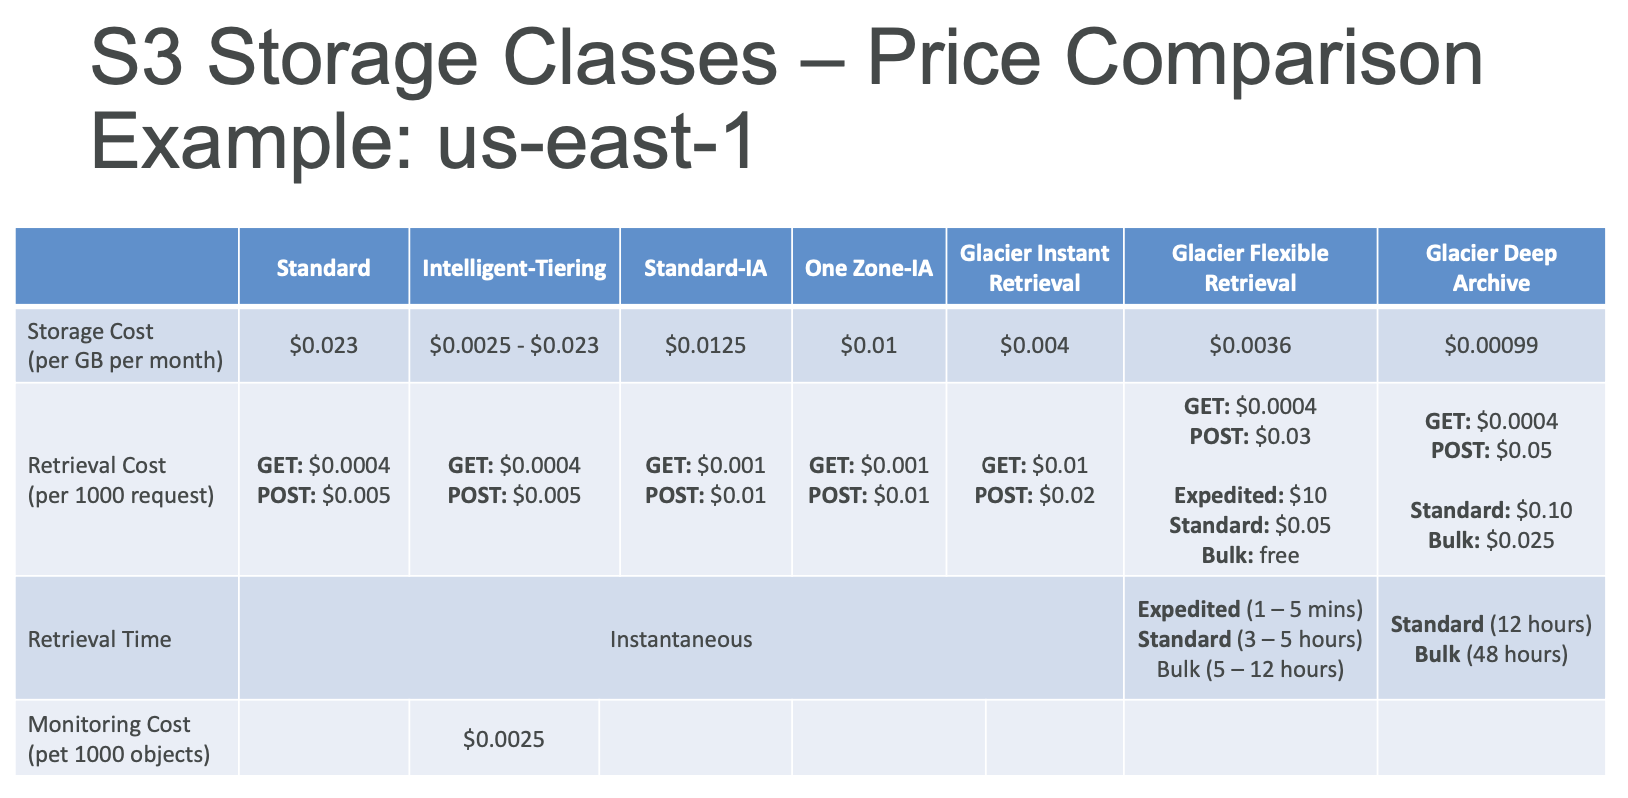 S3 Storage Classes – Price Comparison
Example: us-east-1
Standard
Intelligent-Tiering
Standard-IA
One Zone-IA
Glacier Instant
Retrieval
Glacier Flexible
Retrieval
Glacier Deep
Archive
Storage Cost
(per GB per month)
$0.023
$0.0025 - $0.023
$0.0125
$0.01
$0.004
$0.0036
$0.00099
Retrieval Cost
(per 1000 request)
GET: $0.0004
POST: $0.005
GET: $0.0004
POST: $0.005
GET: $0.001
POST: $0.01
GET: $0.001
POST: $0.01
GET: $0.01
POST: $0.02
GET: $0.0004
POST: $0.03
Expedited: $10
Standard: $0.05
Bulk: free
GET: $0.0004
POST: $0.05
Standard: $0.10
Bulk: $0.025
Retrieval Time
Instantaneous
Expedited (1 – 5 mins)
Standard (3 – 5 hours)
Bulk (5 – 12 hours)
Standard (12 hours)
Bulk (48 hours)
Monitoring Cost
(pet 1000 objects)
$0.0025